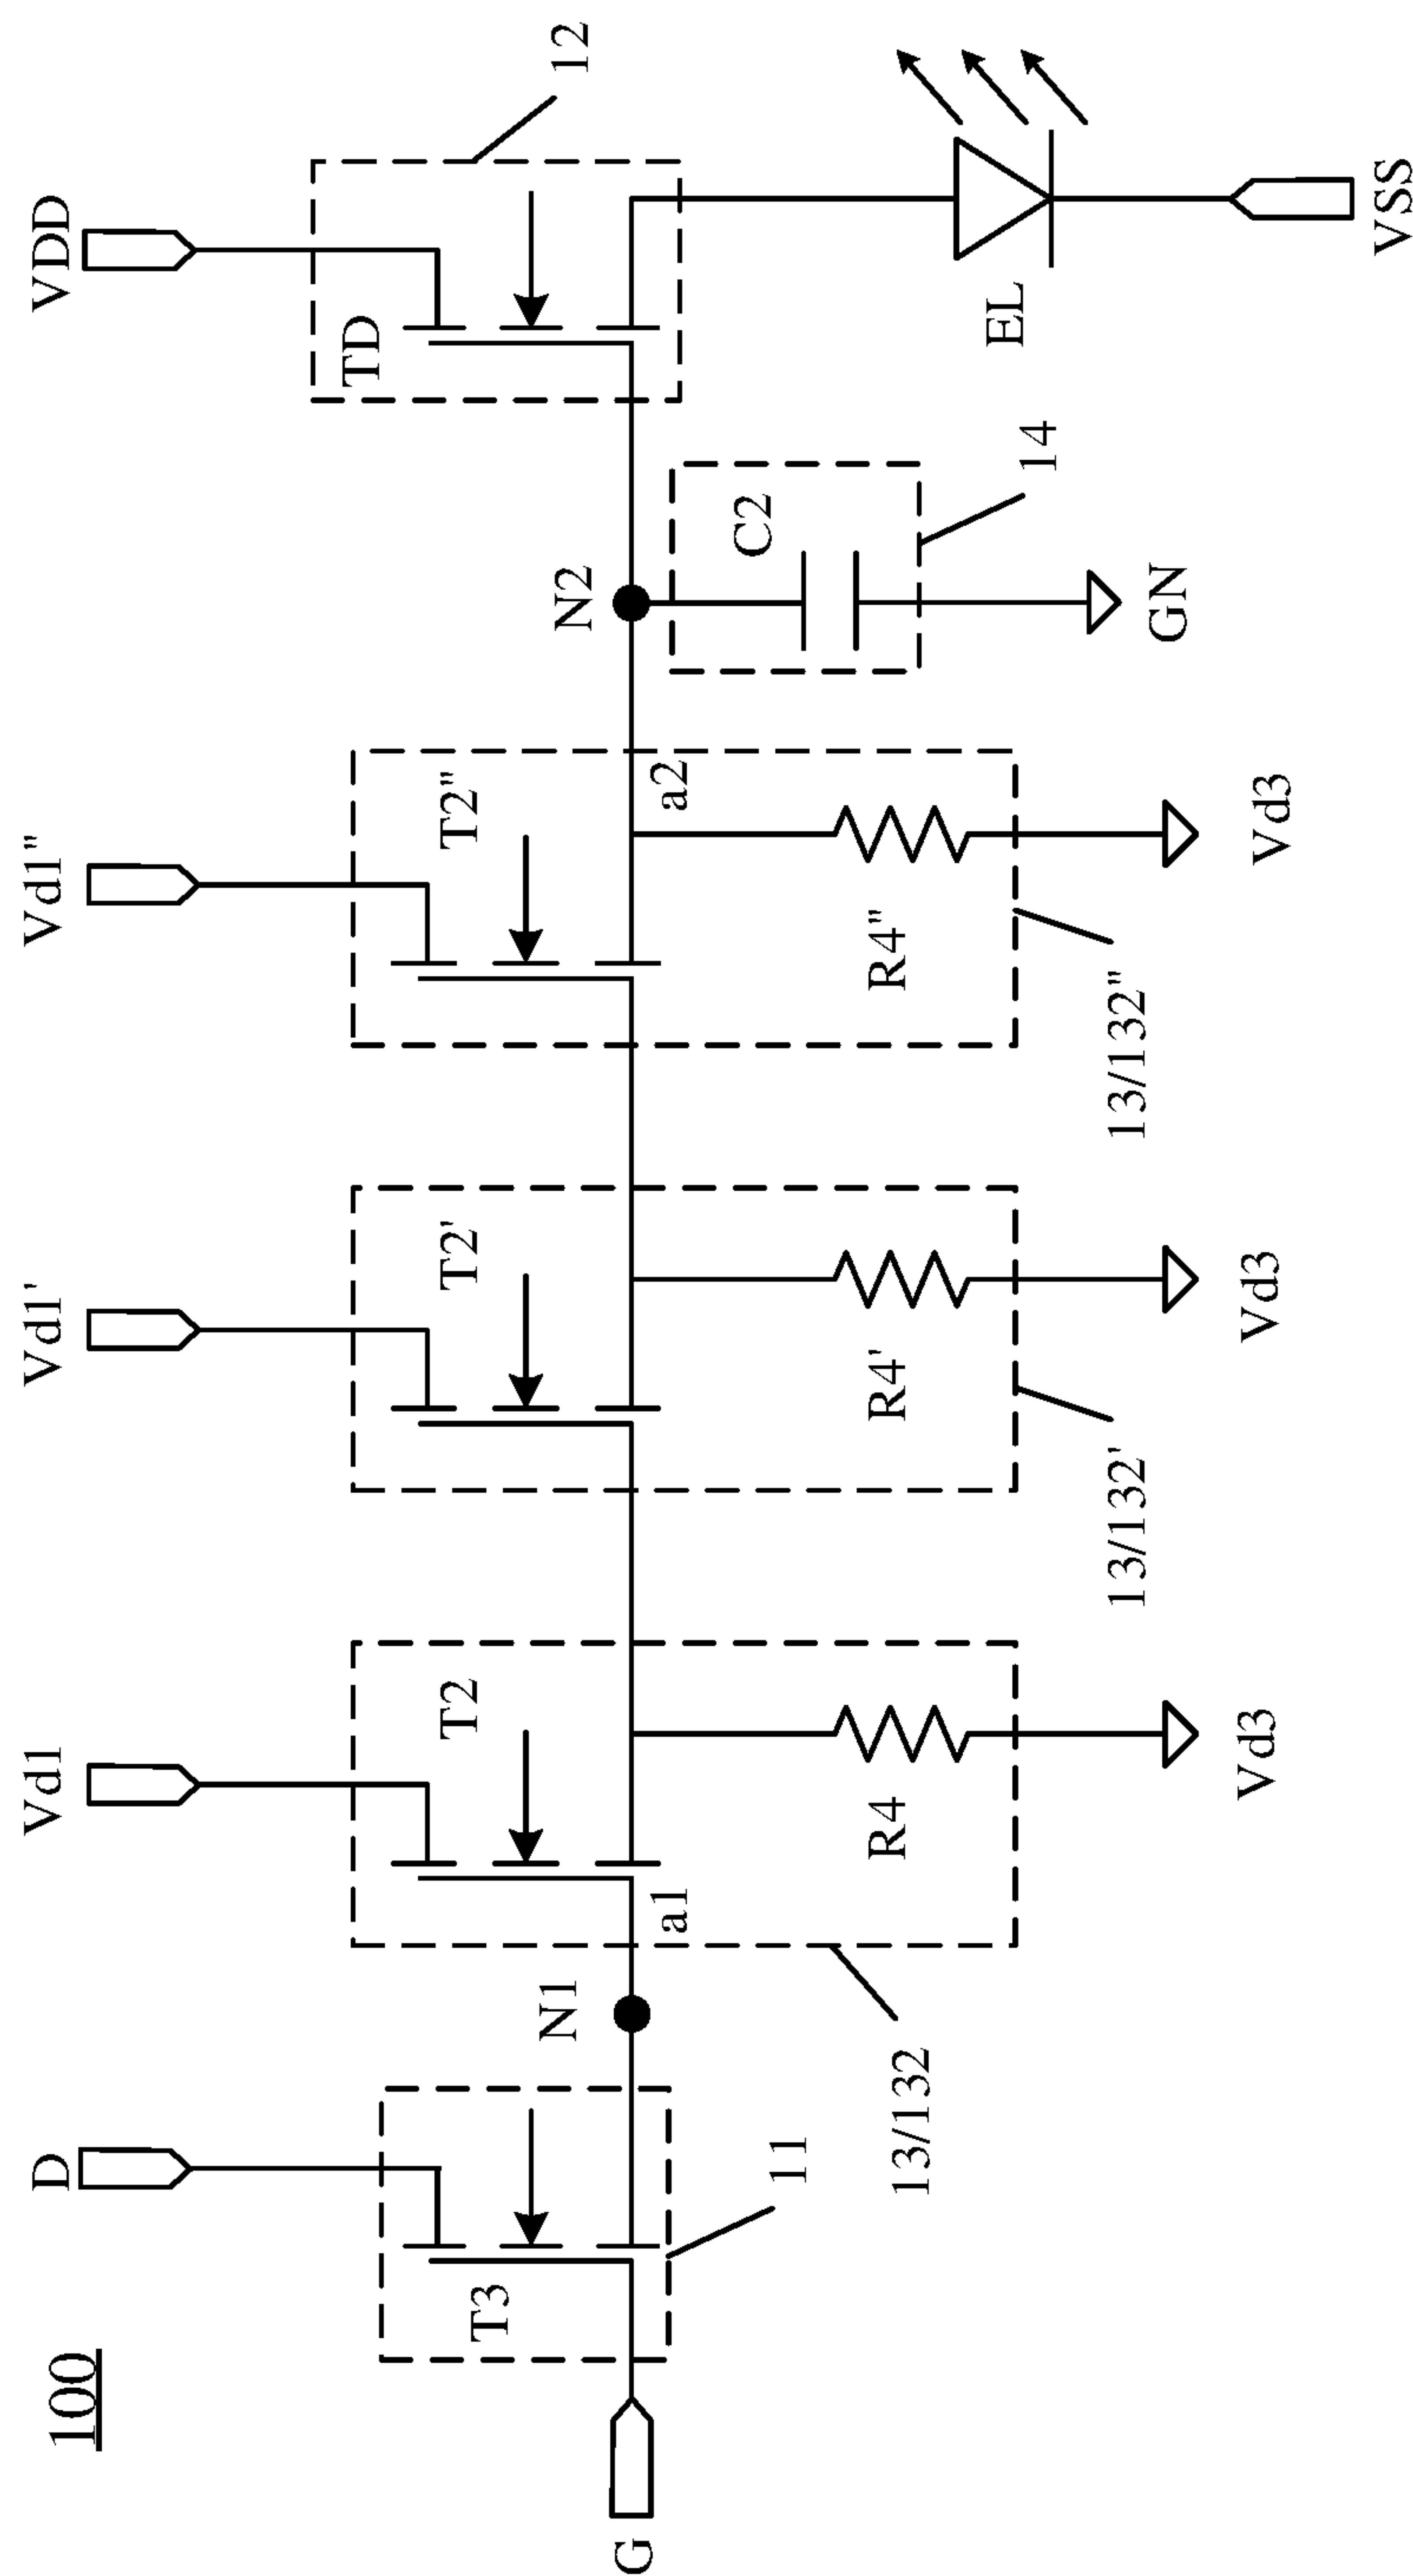 100
D
Vd1
Vd1'
Vd1"
VDD
12
T3
T2
T2'
T2"
TD
N1
N2
G
a1
a2
C2
14
11
R4
R4'
R4"
EL
13/132
13/132'
13/132"
GN
Vd3
Vd3
Vd3
VSS